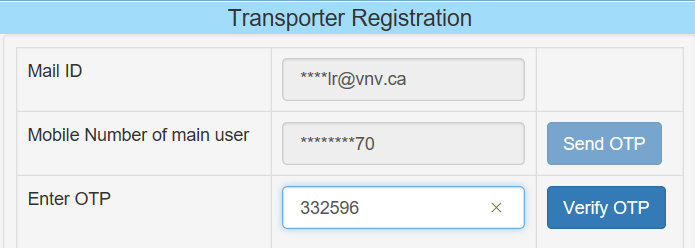 Transporter Registration
Mail ID
****lr@vnv.ca
Mobile Number of main user
********70
Send OTP
Enter OTP
332596
Verify OTP